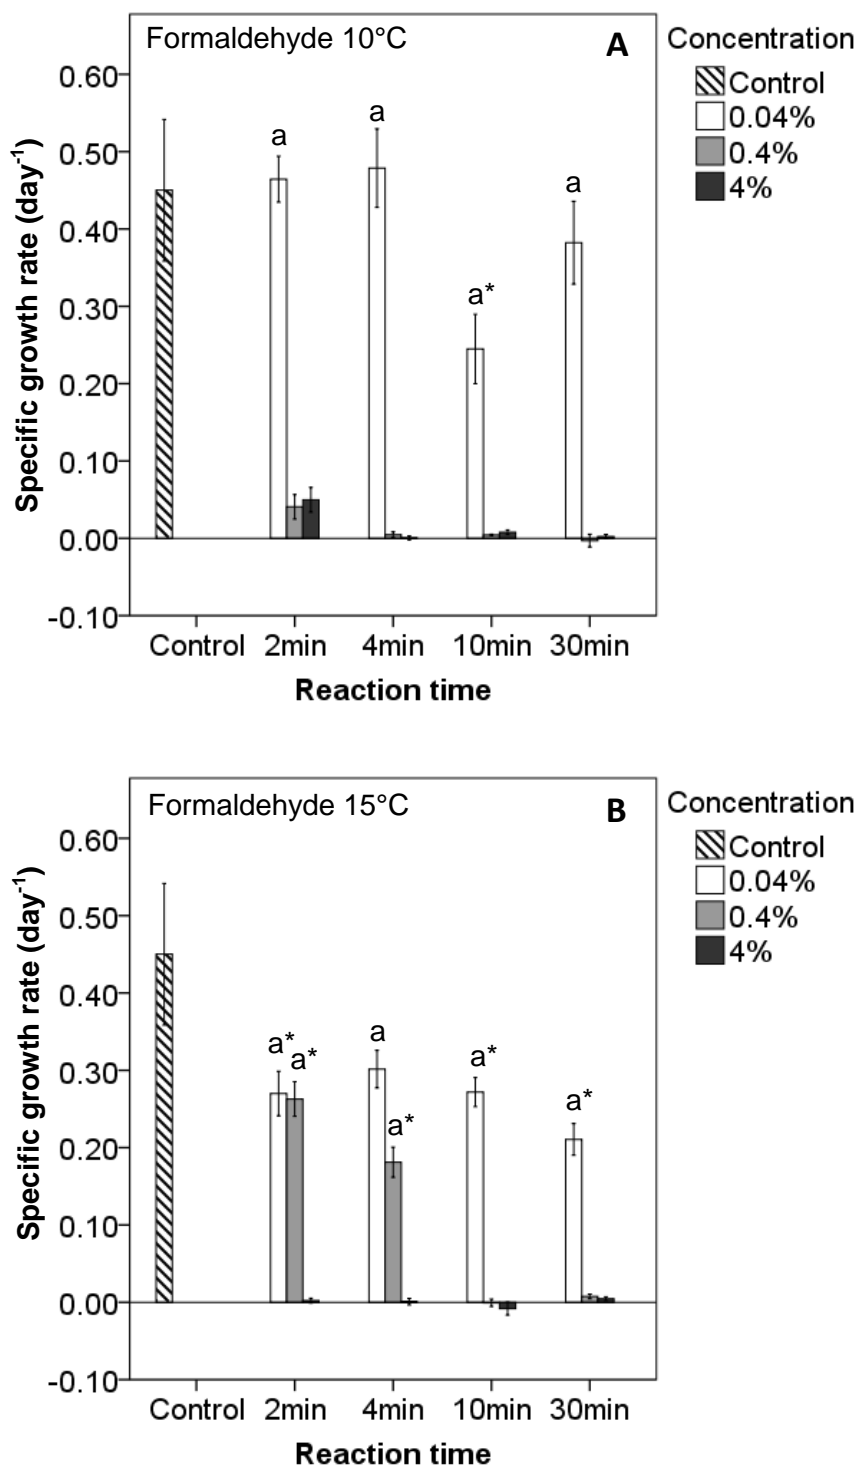 Formaldehyde 10°C
A
Concentration
Control
0.04%
0.4%
4%
Specific growth rate (day-1)
0.60
0.50
0.40
0.30
0.20
0.10
0.00
-0.10
a
a
a*
a
Control 2min 4min 10min 30min
Reaction time
Formaldehyde 15°C
B
Concentration
Control
0.04%
0.4%
4%
Specific growth rate (day-1)
0.60
0.50
0.40
0.30
0.20
0.10
0.00
-0.10
a*
a*
a
a*
a*
a*
Control 2min 4min 10min 30min
Reaction time